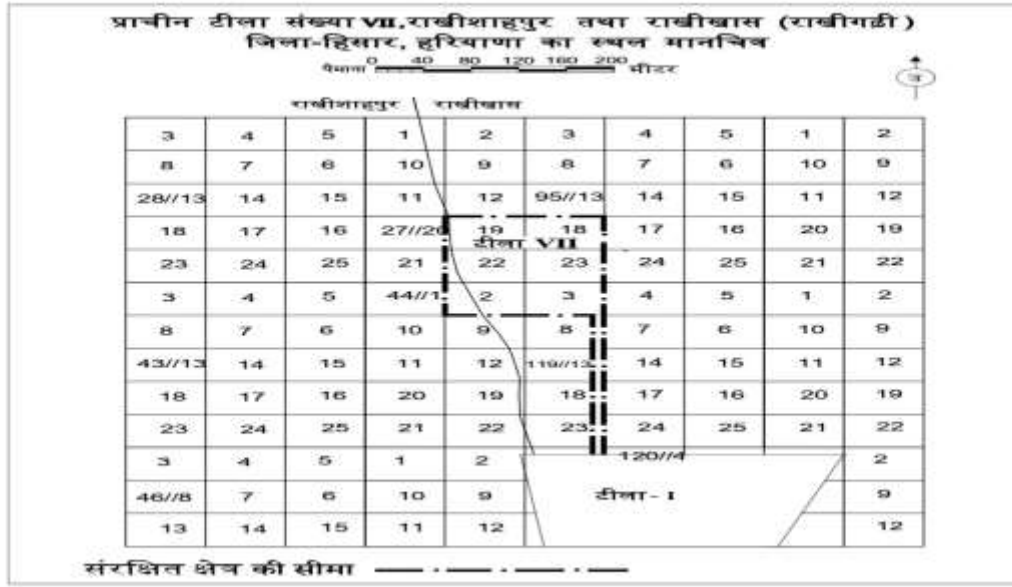 प्राचीन टीला संख्या VII, राखीशाहपुर तथा राखीखास (राखीगढ़ी)
जिला-हिसार, हरियाणा का स्थल मानचित्र
पैमाना 0 40 80 120 160 200 मीटर
राखीशाहपुर राखीखास
3 4 5 1 2 3 4 5 1 2
8 7 6 10 9 8 7 6 10 9
28//13 14 15 11 12 95//13 14 15 11 12
18 17 16 27//20 19 18 17 16 20 19
टीला VII
23 24 25 21 22 23 24 25 21 22
3 4 5 44//1 2 3 4 5 1 2
8 7 6 10 9 8 7 6 10 9
43//13 14 15 11 12 119//13 14 15 11 12
18 17 16 20 19 18 17 16 20 19
23 24 25 21 22 23 24 25 21 22
3 4 5 1 2 120//4 2
46//8 7 6 10 9 टीला - I 9
13 14 15 11 12 12
संरक्षित क्षेत्र की सीमा